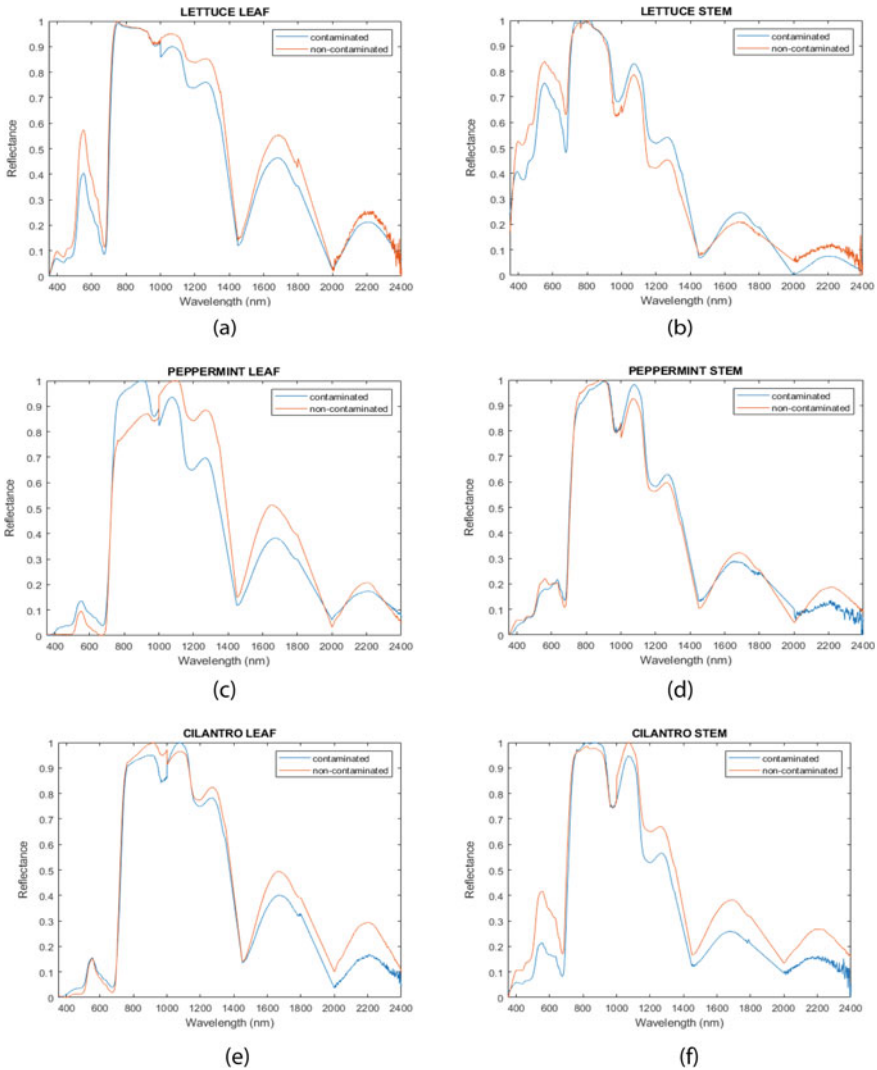 LETTUCE LEAF
contaminated
non-contaminated
Reflectance
1
0.9
0.8
0.7
0.6
0.5
0.4
0.3
0.2
0.1
0
400 600 800 1000 1200 1400 1600 1800 2000 2200 2400
Wavelength (nm)
(a)
LETTUCE STEM
contaminated
non-contaminated
Reflectance
1
0.9
0.8
0.7
0.6
0.5
0.4
0.3
0.2
0.1
0
400 600 800 1000 1200 1400 1600 1800 2000 2200 2400
Wavelength (nm)
(b)
PEPPERMINT LEAF
contaminated
non-contaminated
Reflectance
1
0.9
0.8
0.7
0.6
0.5
0.4
0.3
0.2
0.1
0
400 600 800 1000 1200 1400 1600 1800 2000 2200 2400
Wavelength (nm)
(c)
PEPPERMINT STEM
contaminated
non-contaminated
Reflectance
1
0.9
0.8
0.7
0.6
0.5
0.4
0.3
0.2
0.1
0
400 600 800 1000 1200 1400 1600 1800 2000 2200 2400
Wavelength (nm)
(d)
CILANTRO LEAF
contaminated
non-contaminated
Reflectance
1
0.9
0.8
0.7
0.6
0.5
0.4
0.3
0.2
0.1
0
400 600 800 1000 1200 1400 1600 1800 2000 2200 2400
Wavelength (nm)
(e)
CILANTRO STEM
contaminated
non-contaminated
Reflectance
1
0.9
0.8
0.7
0.6
0.5
0.4
0.3
0.2
0.1
0
400 600 800 1000 1200 1400 1600 1800 2000 2200 2400
Wavelength (nm)
(f)